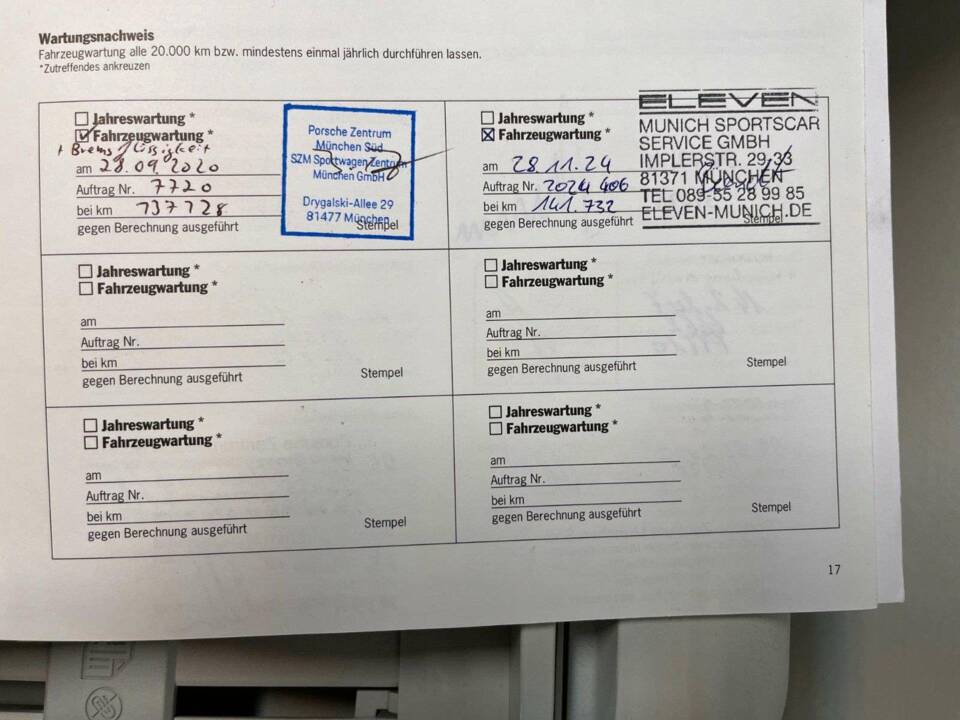 Wartungsnachweis
Fahrzeugwartung alle 20.000 km bzw. mindestens einmal jährlich durchführen lassen.
*Zutreffendes ankreuzen
Jahreswartung *
Fahrzeugwartung *
+ Bremsflüssigkeit
am 28.09.2020
Auftrag Nr. 7720
bei km 137728
gegen Berechnung ausgeführt
Porsche Zentrum
München Süd
SZM Sportwagen Zentrum
München GmbH
Drygalski-Allee 29
81477 München
Stempel
Jahreswartung *
Fahrzeugwartung *
am 28.11.24
Auftrag Nr. 2024 406
bei km 141.732
gegen Berechnung ausgeführt
ELEVEN
MUNICH SPORTSCAR
SERVICE GMBH
IMPLERSTR. 29-33
81371 MÜNCHEN
TEL 089-55 28 99 85
ELEVEN-MUNICH.DE
Stempel
Jahreswartung *
Fahrzeugwartung *
am
Auftrag Nr.
bei km
gegen Berechnung ausgeführt
Stempel
Jahreswartung *
Fahrzeugwartung *
am
Auftrag Nr.
bei km
gegen Berechnung ausgeführt
Stempel
Jahreswartung *
Fahrzeugwartung *
am
Auftrag Nr.
bei km
gegen Berechnung ausgeführt
Stempel
Jahreswartung *
Fahrzeugwartung *
am
Auftrag Nr.
bei km
gegen Berechnung ausgeführt
Stempel
17